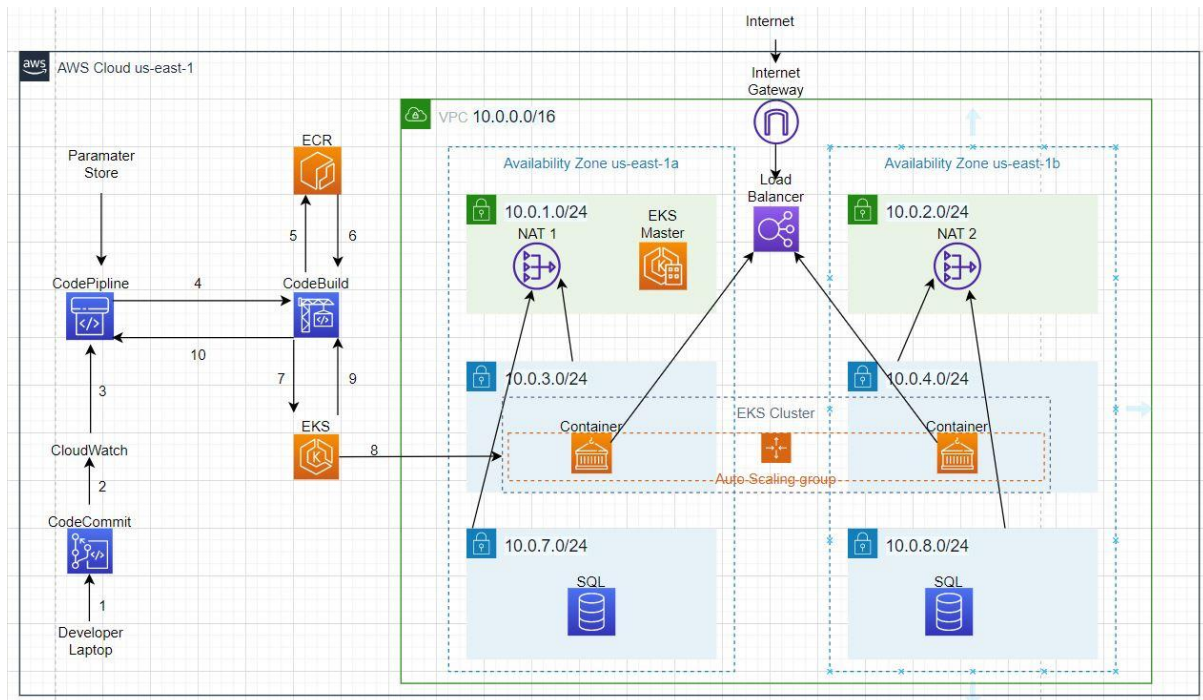 Internet
aws
AWS Cloud us-east-1
Internet
Gateway
VPC 10.0.0.0/16
ECR
Paramater
Store
Availability Zone us-east-1a
Availability Zone us-east-1b
Load
Balancer
10.0.1.0/24
NAT 1
EKS
Master
10.0.2.0/24
NAT 2
5
6
CodePipline
4
CodeBuild
10
7
9
3
10.0.3.0/24
10.0.4.0/24
EKS Cluster
EKS
Container
Container
CloudWatch
8
Auto Scaling group
2
CodeCommit
10.0.7.0/24
10.0.8.0/24
SQL
SQL
1
Developer
Laptop